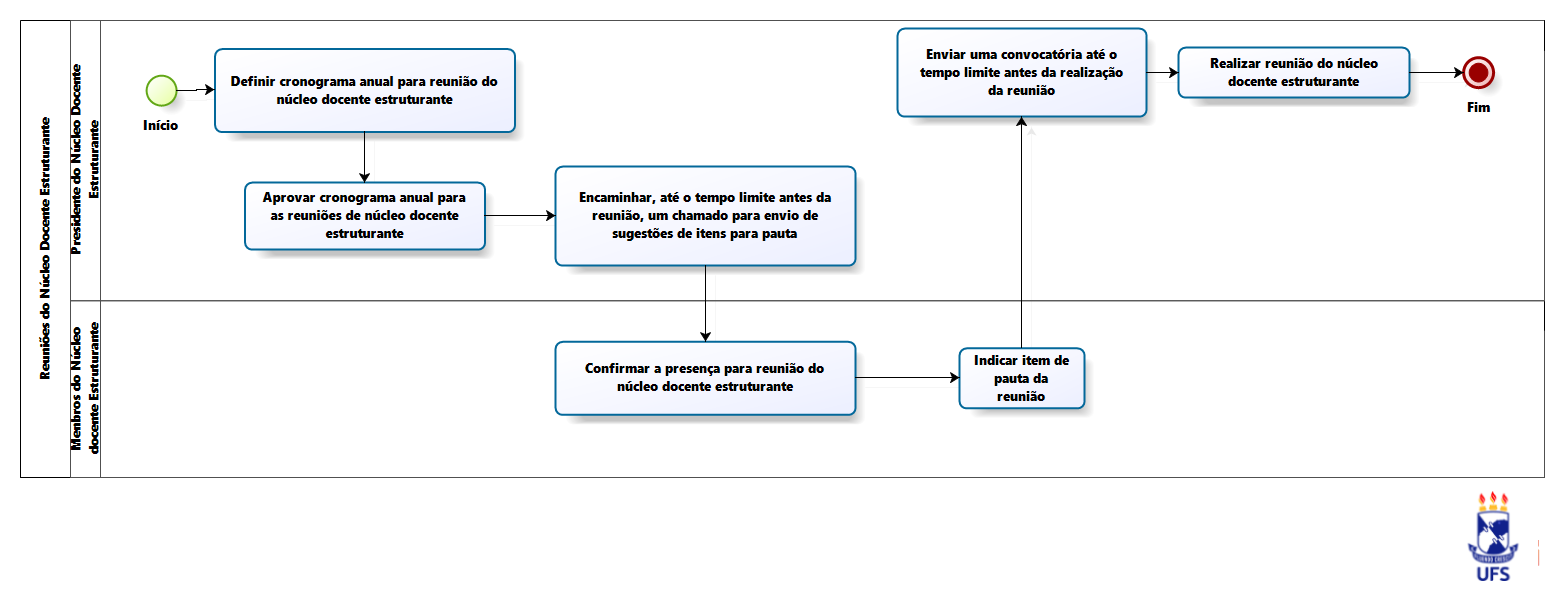 Reuniões do Núcleo Docente Estruturante
Presidente do Núcleo Docente
Estruturante
Início
Definir cronograma anual para reunião do
núcleo docente estruturante
Aprovar cronograma anual para
as reuniões de núcleo docente
estruturante
Encaminhar, até o tempo limite antes da
reunião, um chamado para envio de
sugestões de itens para pauta
Enviar uma convocatória até o
tempo limite antes da realização
da reunião
Realizar reunião do núcleo
docente estruturante
Fim
Menbros do Núcleo
docente Estruturante
Confirmar a presença para reunião do
núcleo docente estruturante
Indicar item de
pauta da
reunião
UFS